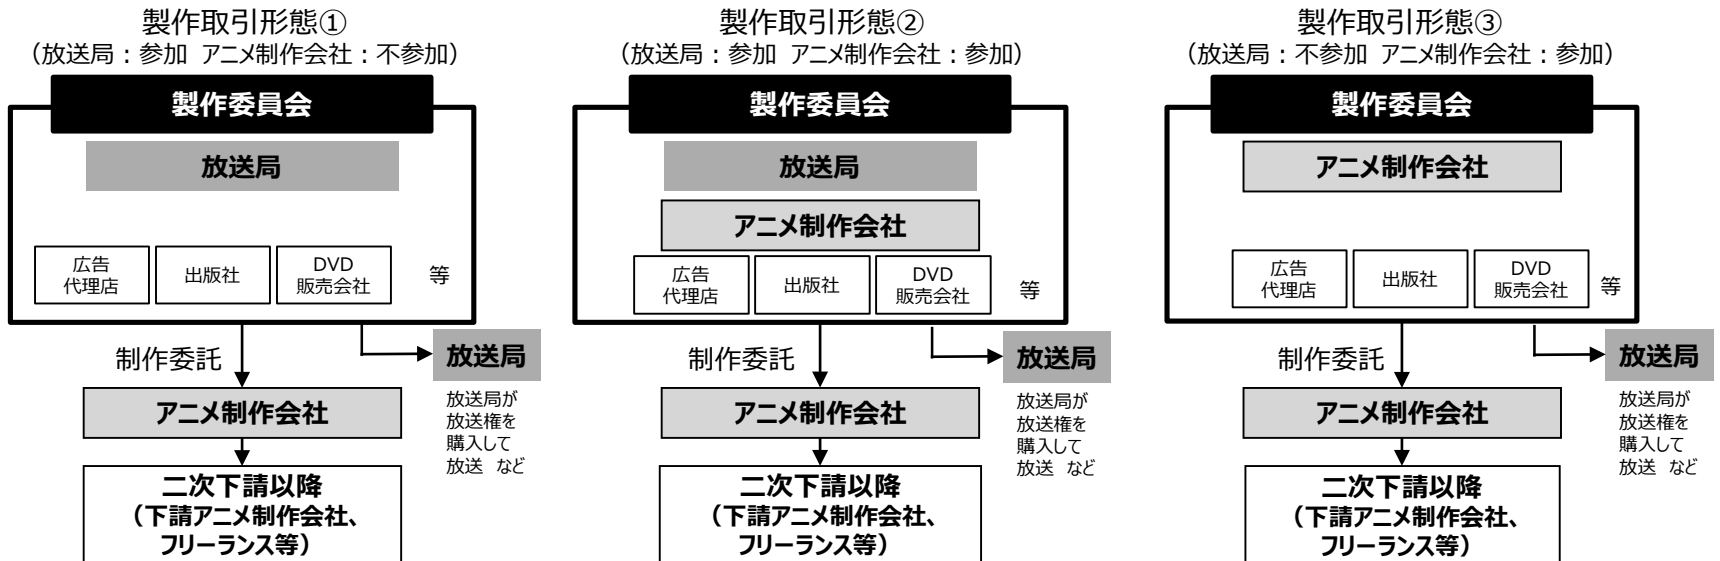 製作取引形態①
（放送局：参加 アニメ制作会社：不参加）
製作委員会
放送局
広告
代理店
出版社
DVD
販売会社
等
制作委託
放送局
放送局が
放送権を
購入して
放送 など
アニメ制作会社
二次下請以降
（下請アニメ制作会社、
フリーランス等）
製作取引形態②
（放送局：参加 アニメ制作会社：参加）
製作委員会
放送局
アニメ制作会社
広告
代理店
出版社
DVD
販売会社
等
制作委託
放送局
放送局が
放送権を
購入して
放送 など
アニメ制作会社
二次下請以降
（下請アニメ制作会社、
フリーランス等）
製作取引形態③
（放送局：不参加 アニメ制作会社：参加）
製作委員会
アニメ制作会社
広告
代理店
出版社
DVD
販売会社
等
制作委託
放送局
放送局が
放送権を
購入して
放送 など
アニメ制作会社
二次下請以降
（下請アニメ制作会社、
フリーランス等）